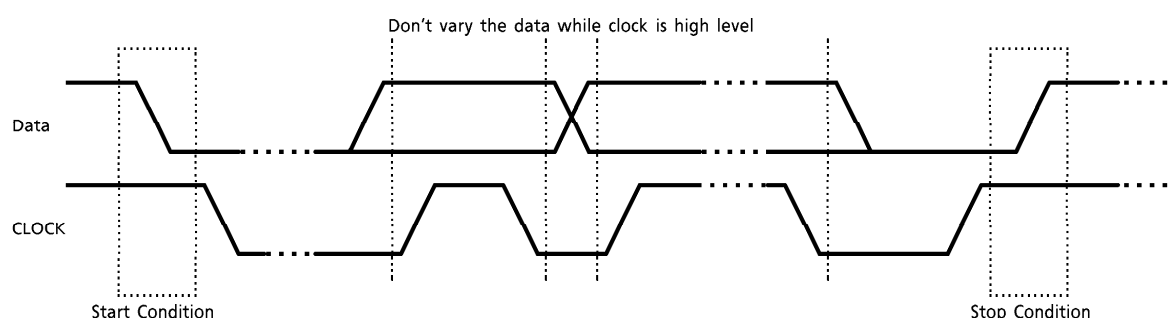 Don't vary the data while clock is high level
Data
CLOCK
Start Condition
Stop Condition